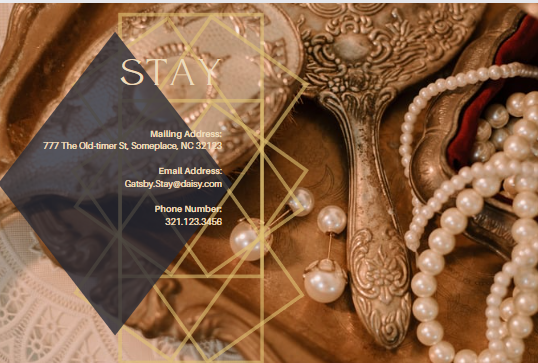 STAY
Mailing Address:
777 The Old-timer St, Someplace, NC 32123
Email Address:
Gatsby.Stay@daisy.com
Phone Number:
321.123.3456